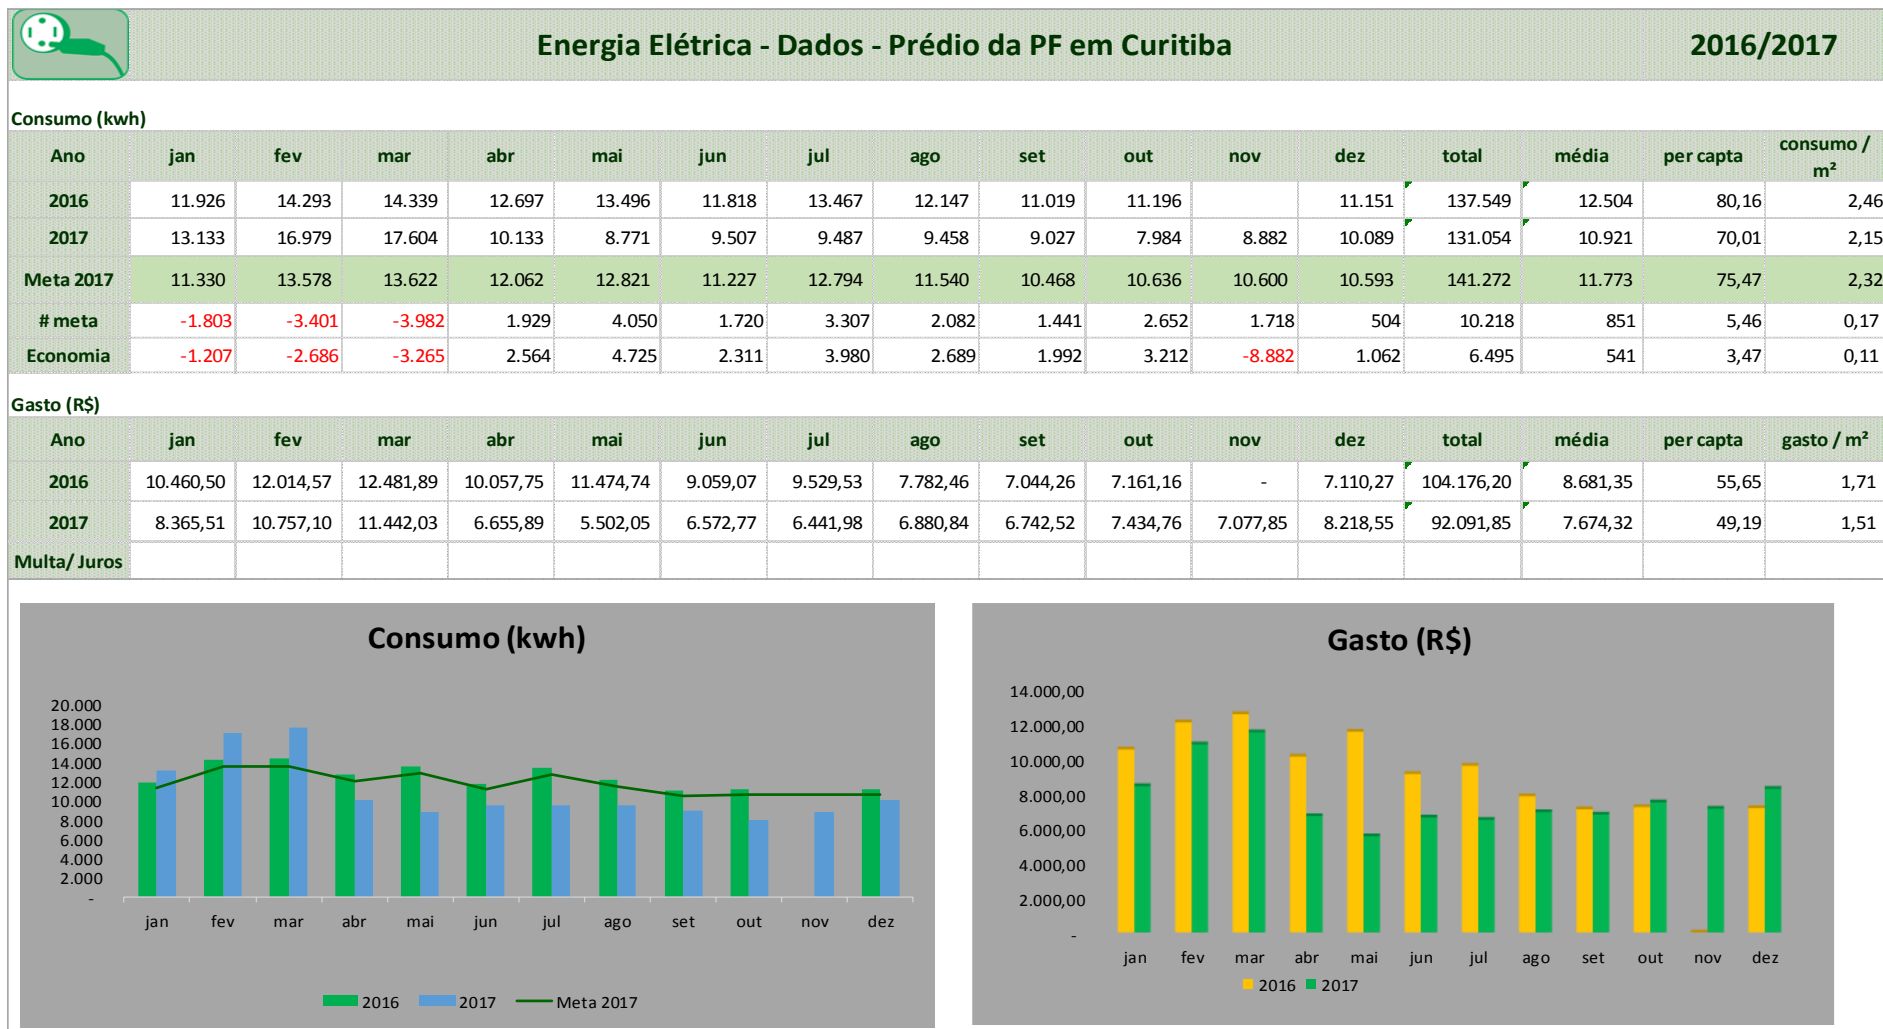 Energia Elétrica - Dados - Prédio da PF em Curitiba 2016/2017
Consumo (kwh)
Ano jan fev mar abr mai jun jul ago set out nov dez total média per capta consumo / m²
2016 11.926 14.293 14.339 12.697 13.496 11.818 13.467 12.147 11.019 11.196 11.151 137.549 12.504 80,16 2,46
2017 13.133 16.979 17.604 10.133 8.771 9.507 9.487 9.458 9.027 7.984 8.882 10.089 131.054 10.921 70,01 2,15
Meta 2017 11.330 13.578 13.622 12.062 12.821 11.227 12.794 11.540 10.468 10.636 10.600 10.593 141.272 11.773 75,47 2,32
# meta -1.803 -3.401 -3.982 1.929 4.050 1.720 3.307 2.082 1.441 2.652 1.718 504 10.218 851 5,46 0,17
Economia -1.207 -2.686 -3.265 2.564 4.725 2.311 3.980 2.689 1.992 3.212 -8.882 1.062 6.495 541 3,47 0,11
Gasto (R$)
Ano jan fev mar abr mai jun jul ago set out nov dez total média per capta gasto / m²
2016 10.460,50 12.014,57 12.481,89 10.057,75 11.474,74 9.059,07 9.529,53 7.782,46 7.044,26 7.161,16 - 7.110,27 104.176,20 8.681,35 55,65 1,71
2017 8.365,51 10.757,10 11.442,03 6.655,89 5.502,05 6.572,77 6.441,98 6.880,84 6.742,52 7.434,76 7.077,85 8.218,55 92.091,85 7.674,32 49,19 1,51
Multa/ Juros
Consumo (kwh)
20.000
18.000
16.000
14.000
12.000
10.000
8.000
6.000
4.000
2.000
-
jan fev mar abr mai jun jul ago set out nov dez
2016 2017 Meta 2017
Gasto (R$)
14.000,00
12.000,00
10.000,00
8.000,00
6.000,00
4.000,00
2.000,00
-
jan fev mar abr mai jun jul ago set out nov dez
2016 2017